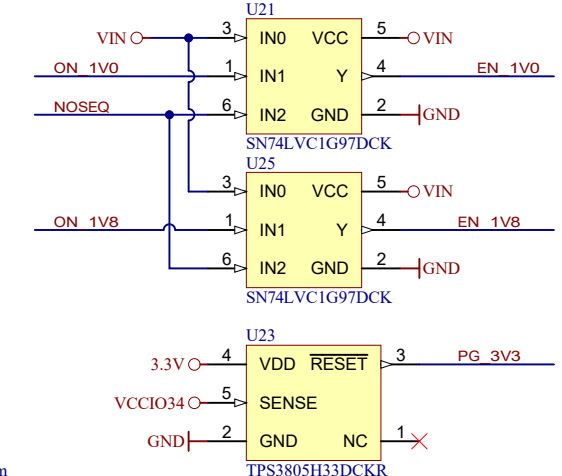 U21
VIN 3 IN0 VCC 5 VIN
ON_1V0 1 IN1 Y 4 EN_1V0
NOSEQ 6 IN2 GND 2 GND
SN74LVC1G97DCK
U25
3 IN0 VCC 5 VIN
ON_1V8 1 IN1 Y 4 EN_1V8
6 IN2 GND 2 GND
SN74LVC1G97DCK
U23
3.3V 4 VDD RESET 3 PG_3V3
VCCIO34 5 SENSE
GND 2 GND NC 1
TPS3805H33DCKR